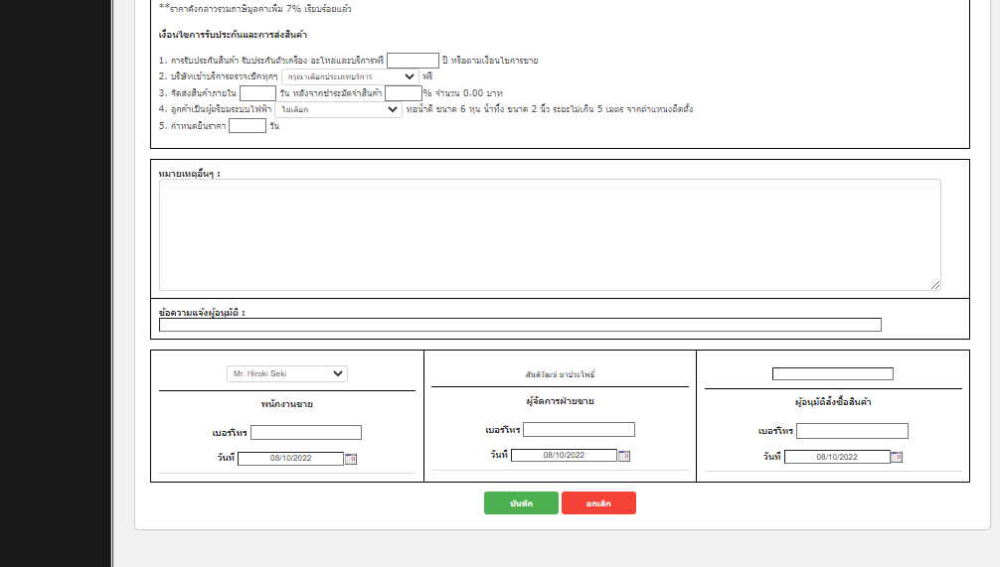 **ราคาดังกล่าวรวมภาษีมูลค่าเพิ่ม 7% เรียบร้อยแล้ว
เงื่อนไขการรับประกันและการส่งสินค้า
1. การรับประกันสินค้า รับประกันตัวเครื่อง อะไหล่และบริการฟรี ปี หรือตามเงื่อนไขการขาย
2. บริษัทเข้าบริการตรวจเช็คทุกๆ กรุณาเลือกประเภทบริการ ฟรี
3. จัดส่งสินค้าภายใน วัน หลังจากชำระมัดจำสินค้า % จำนวน 0.00 บาท
4. ลูกค้าเป็นผู้เตรียมระบบไฟฟ้า ไม่เลือก ท่อน้ำดี ขนาด 6 หุน น้ำทิ้ง ขนาด 2 นิ้ว ระยะไม่เกิน 5 เมตร จากตำแหน่งติดตั้ง
5. กำหนดยืนราคา วัน
หมายเหตุอื่นๆ :
ข้อความแจ้งผู้อนุมัติ :
Mr. Hiroki Seki
พนักงานขาย
เบอร์โทร
วันที่ 08/10/2022
สันติวัฒน์ มาประโพธิ์
ผู้จัดการฝ่ายขาย
เบอร์โทร
วันที่ 08/10/2022
ผู้อนุมัติสั่งซื้อสินค้า
เบอร์โทร
วันที่ 08/10/2022
บันทึก ยกเลิก